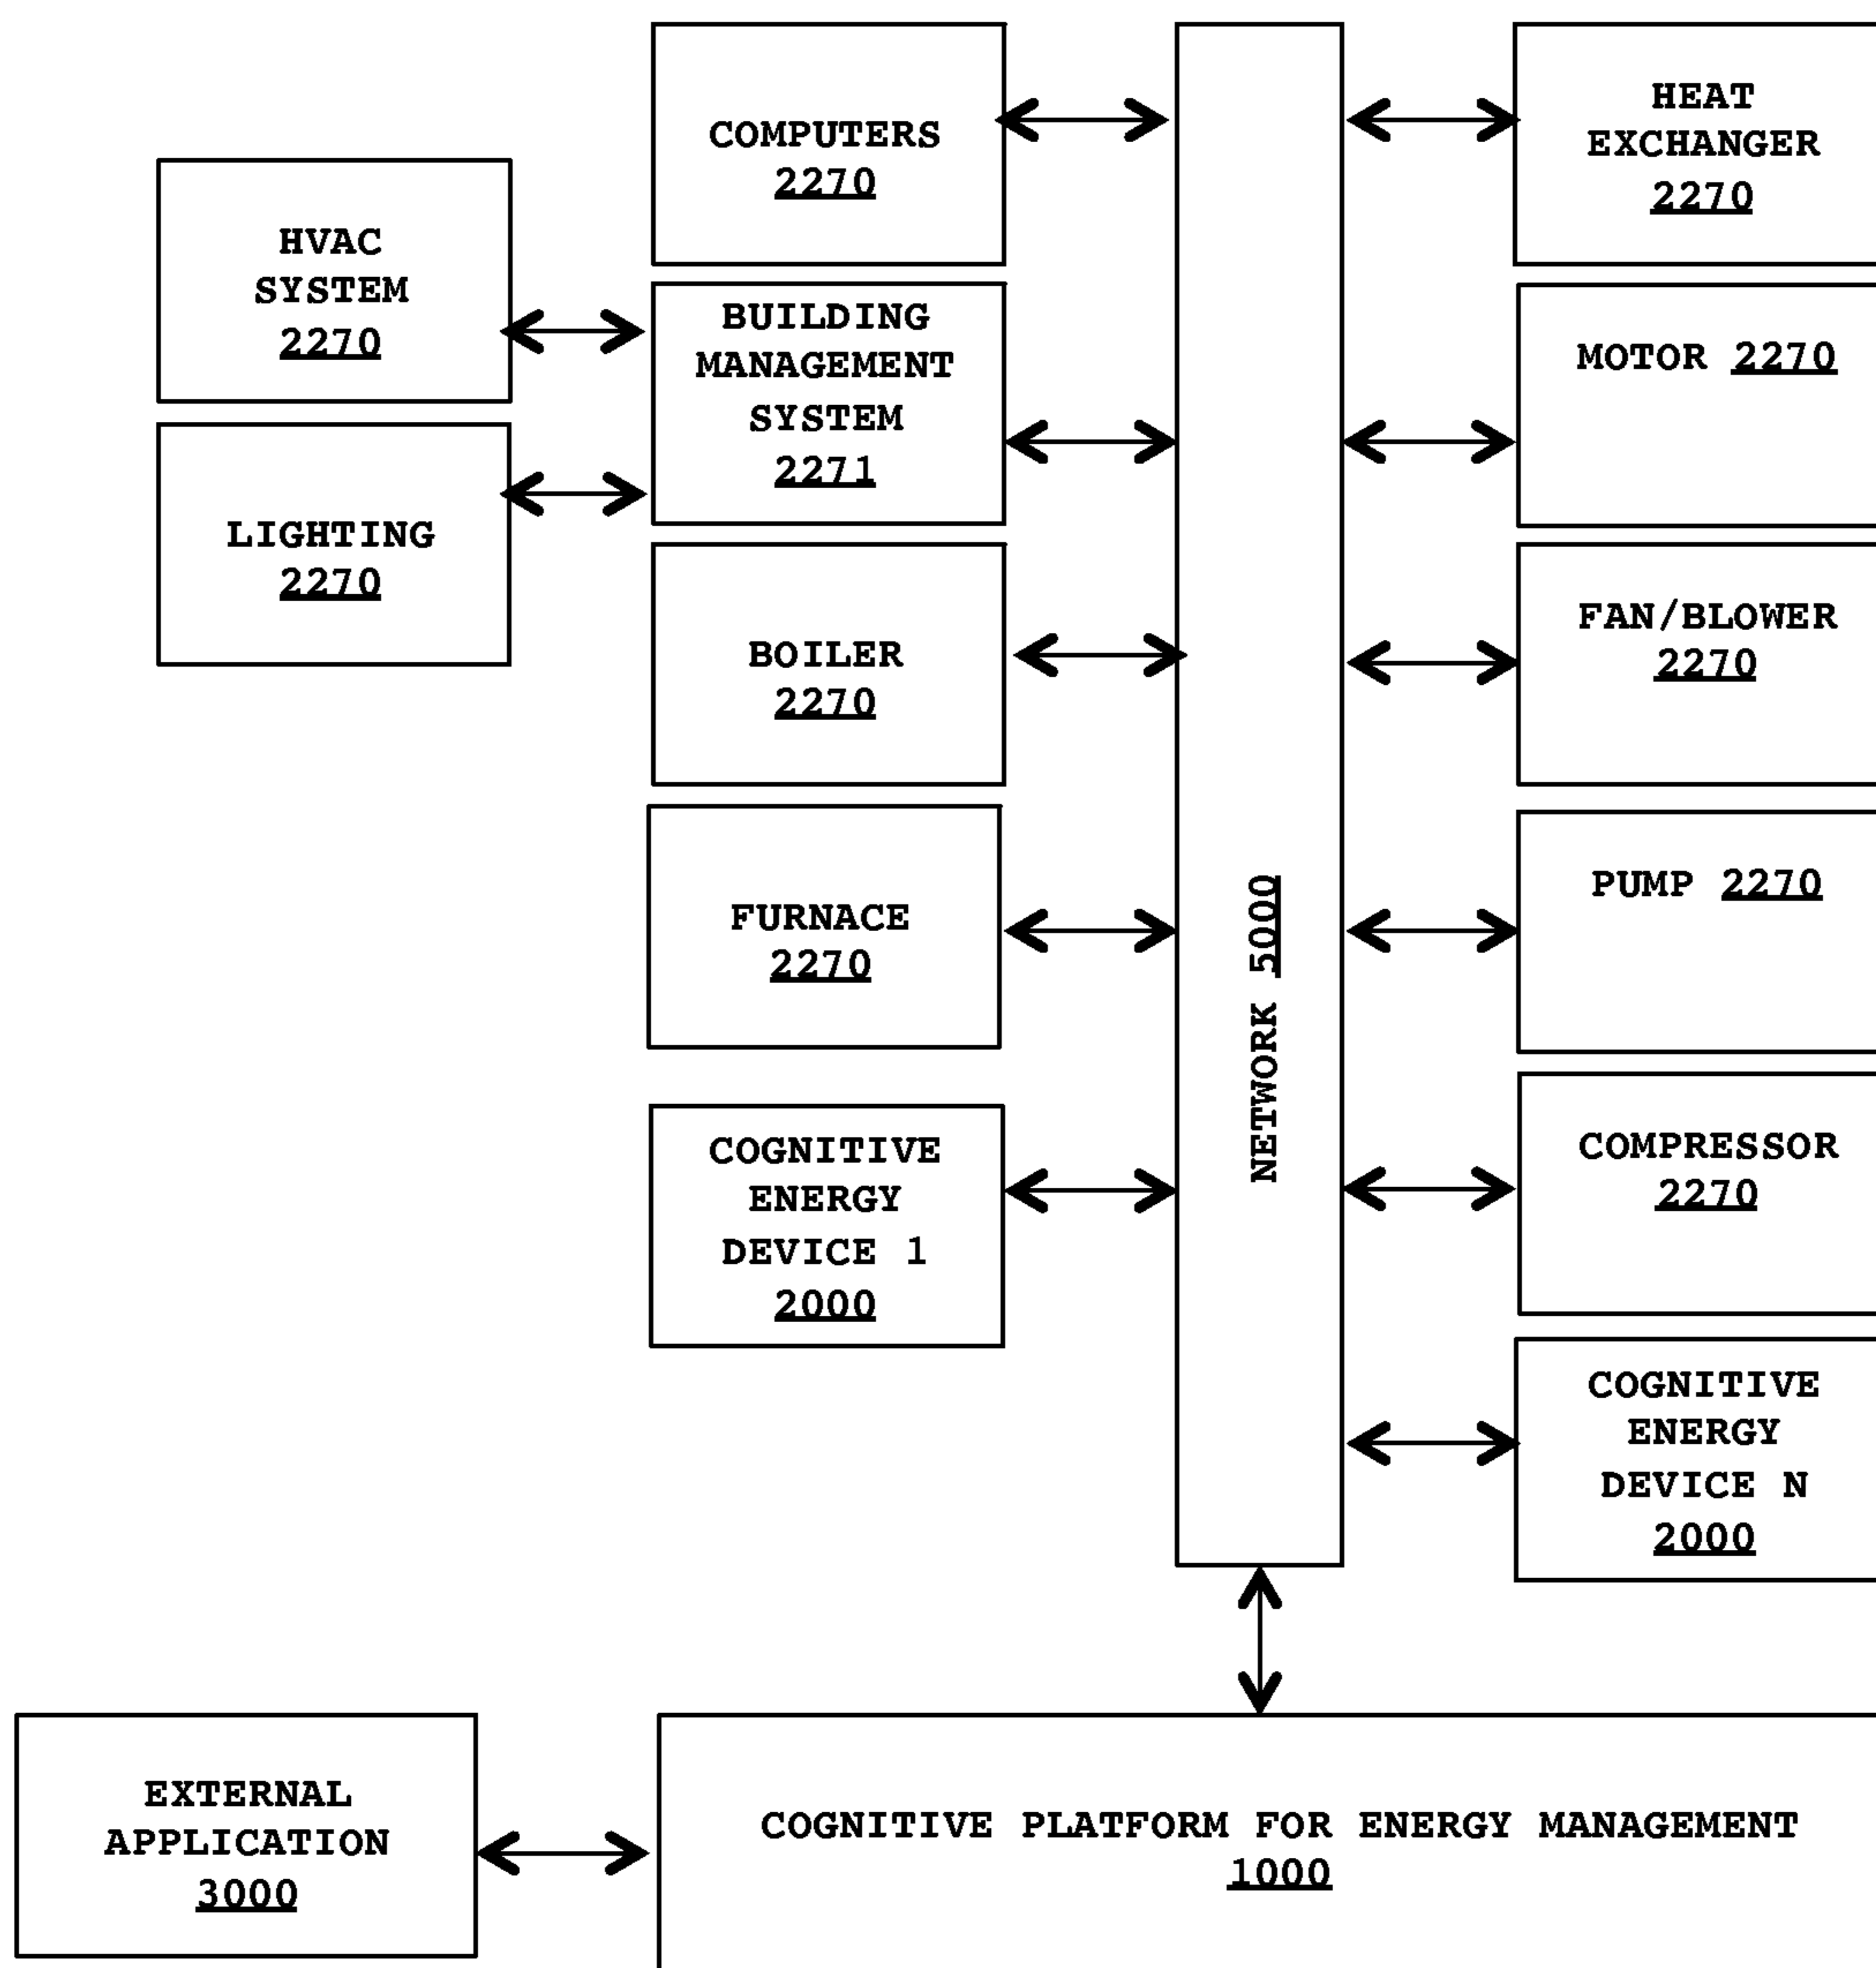 COMPUTERS
2270
HEAT
EXCHANGER
2270
HVAC
SYSTEM
2270
BUILDING
MANAGEMENT
SYSTEM
2271
MOTOR 2270
LIGHTING
2270
BOILER
2270
FAN/BLOWER
2270
FURNACE
2270
PUMP 2270
NETWORK 5000
COGNITIVE
ENERGY
DEVICE 1
2000
COMPRESSOR
2270
COGNITIVE
ENERGY
DEVICE N
2000
EXTERNAL
APPLICATION
3000
COGNITIVE PLATFORM FOR ENERGY MANAGEMENT
1000